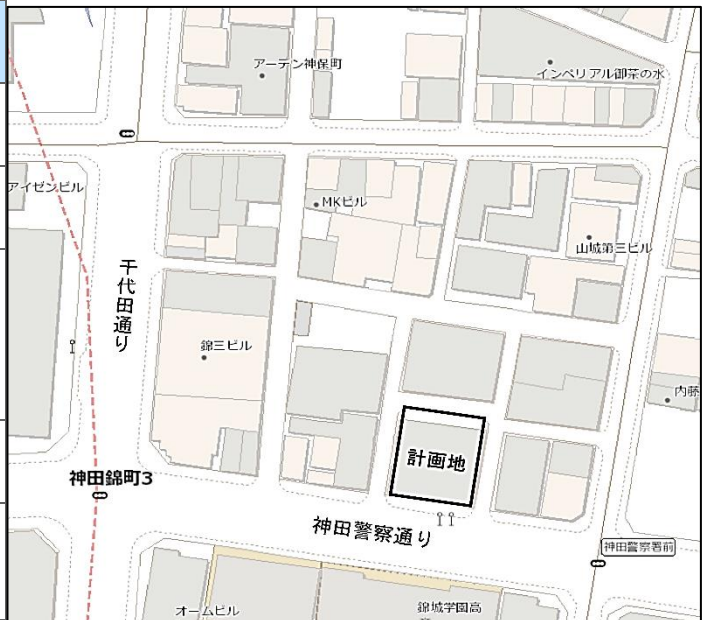 アーデン神保町
インペリアル御茶の水
アイゼンビル
MKビル
山城第三ビル
千代田通り
錦三ビル
内藤
計画地
神田錦町3
神田警察通り
神田警察署前
オームビル
錦城学園高